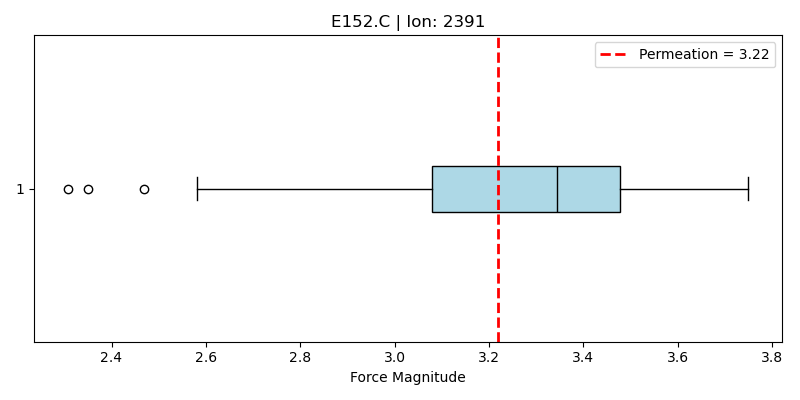 E152.C | Ion: 2391
Permeation = 3.22
1
2.4 2.6 2.8 3.0 3.2 3.4 3.6 3.8
Force Magnitude